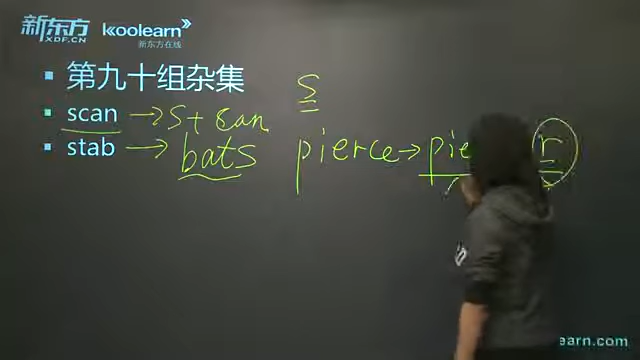 新东方 koolearn
XDF.CN 新东方在线
第九十组杂集
s
scan → s + can
stab → bats
pierce → pie r
earn.com